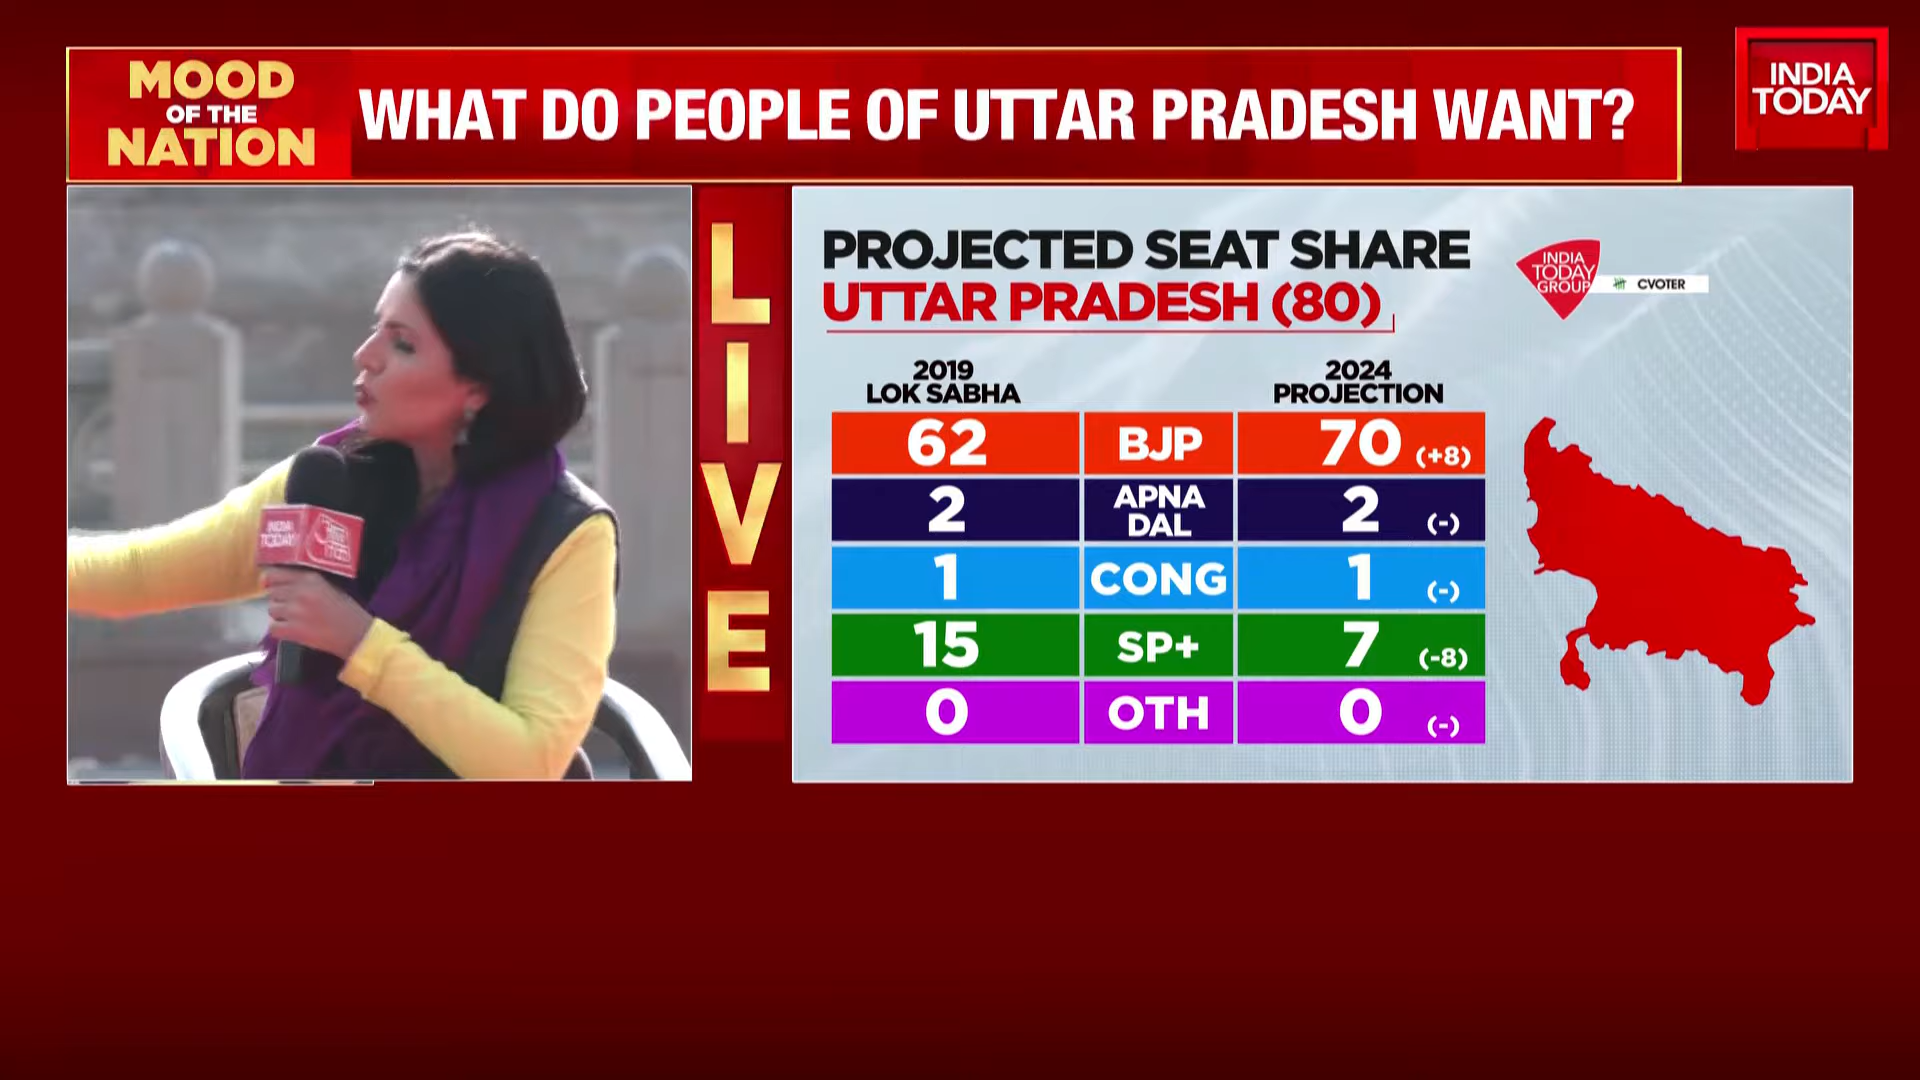 MOOD
OF THE
NATION
WHAT DO PEOPLE OF UTTAR PRADESH WANT?
INDIA
TODAY
INDIA
TODAY
LIVE
PROJECTED SEAT SHARE
UTTAR PRADESH (80)
INDIA
TODAY
GROUP
CVOTER
2019
LOK SABHA
2024
PROJECTION
62 BJP 70 (+8)
2 APNA DAL 2 (-)
1 CONG 1 (-)
15 SP+ 7 (-8)
0 OTH 0 (-)